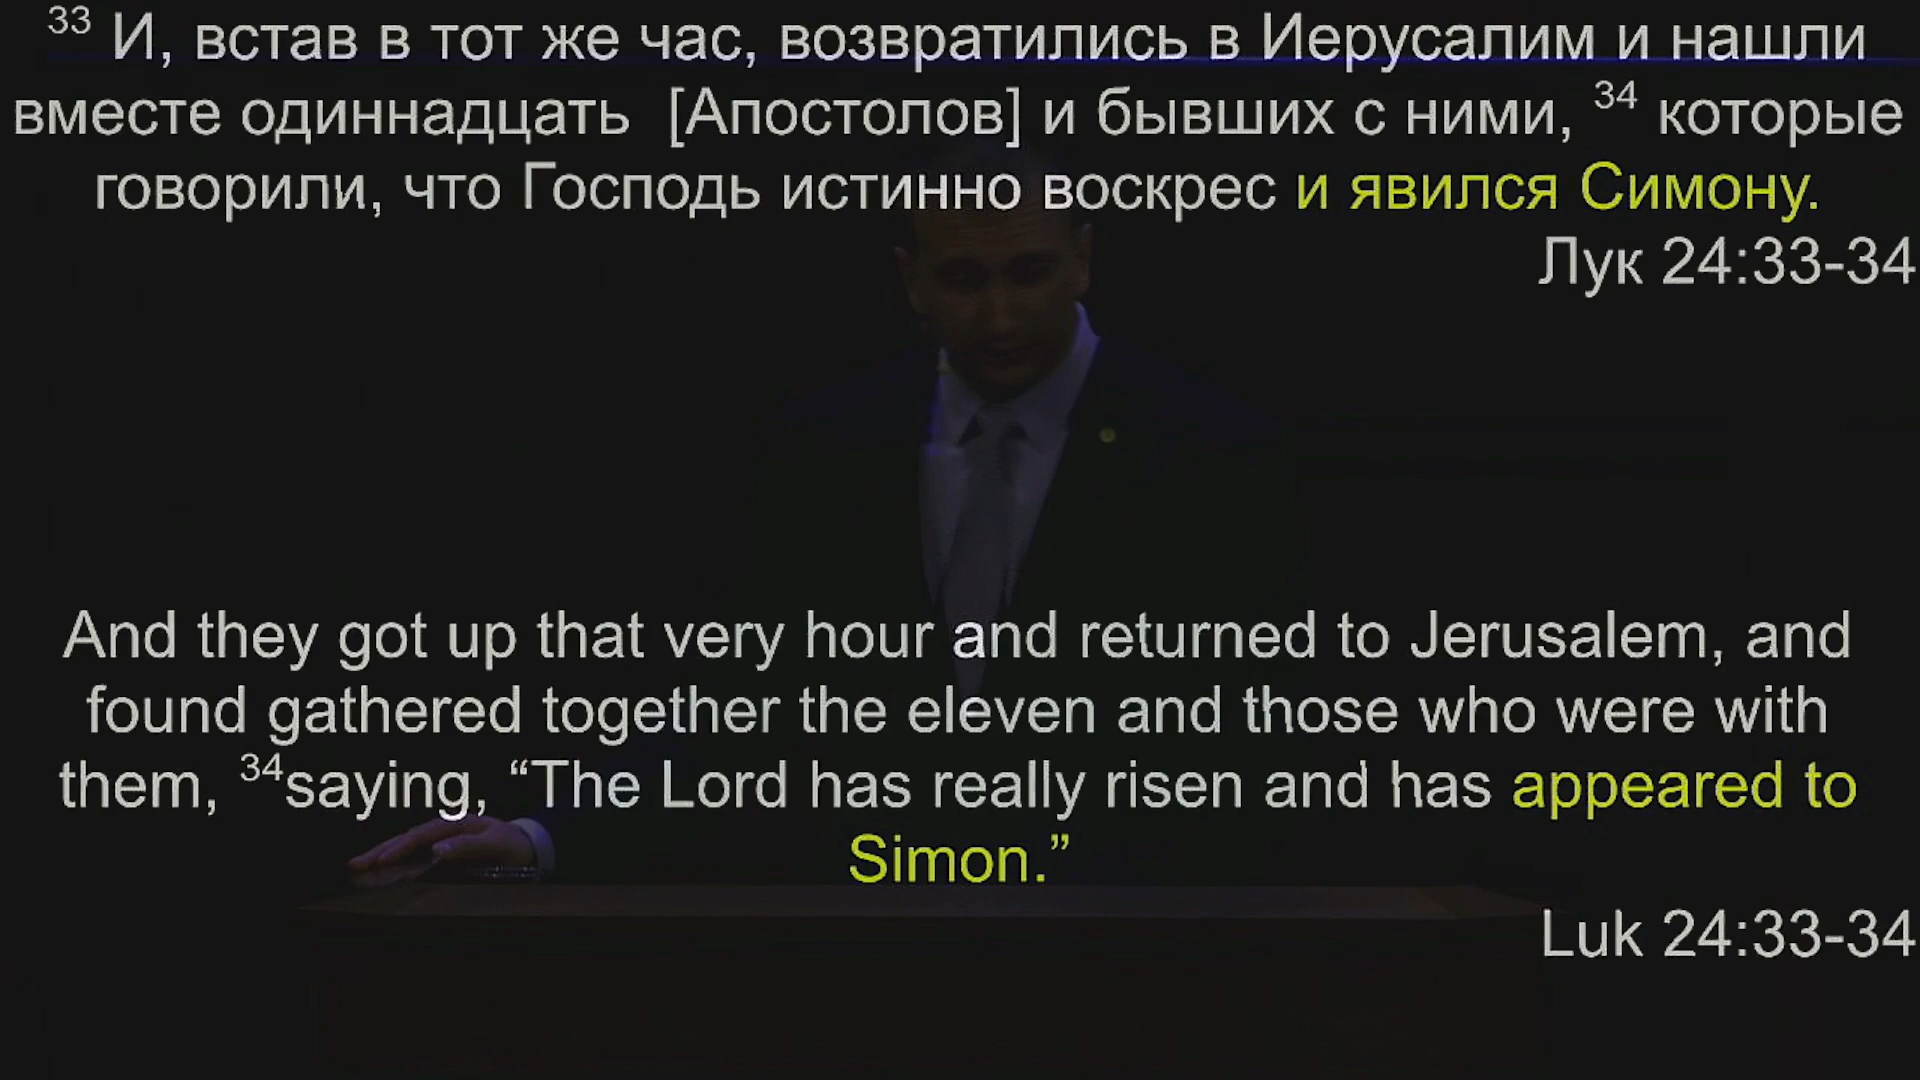 33 И, встав в тот же час, возвратились в Иерусалим и нашли
вместе одиннадцать [Апостолов] и бывших с ними, 34 которые
говорили, что Господь истинно воскрес и явился Симону.
Лук 24:33-34
And they got up that very hour and returned to Jerusalem, and
found gathered together the eleven and those who were with
them, 34saying, “The Lord has really risen and has appeared to
Simon.”
Luk 24:33-34